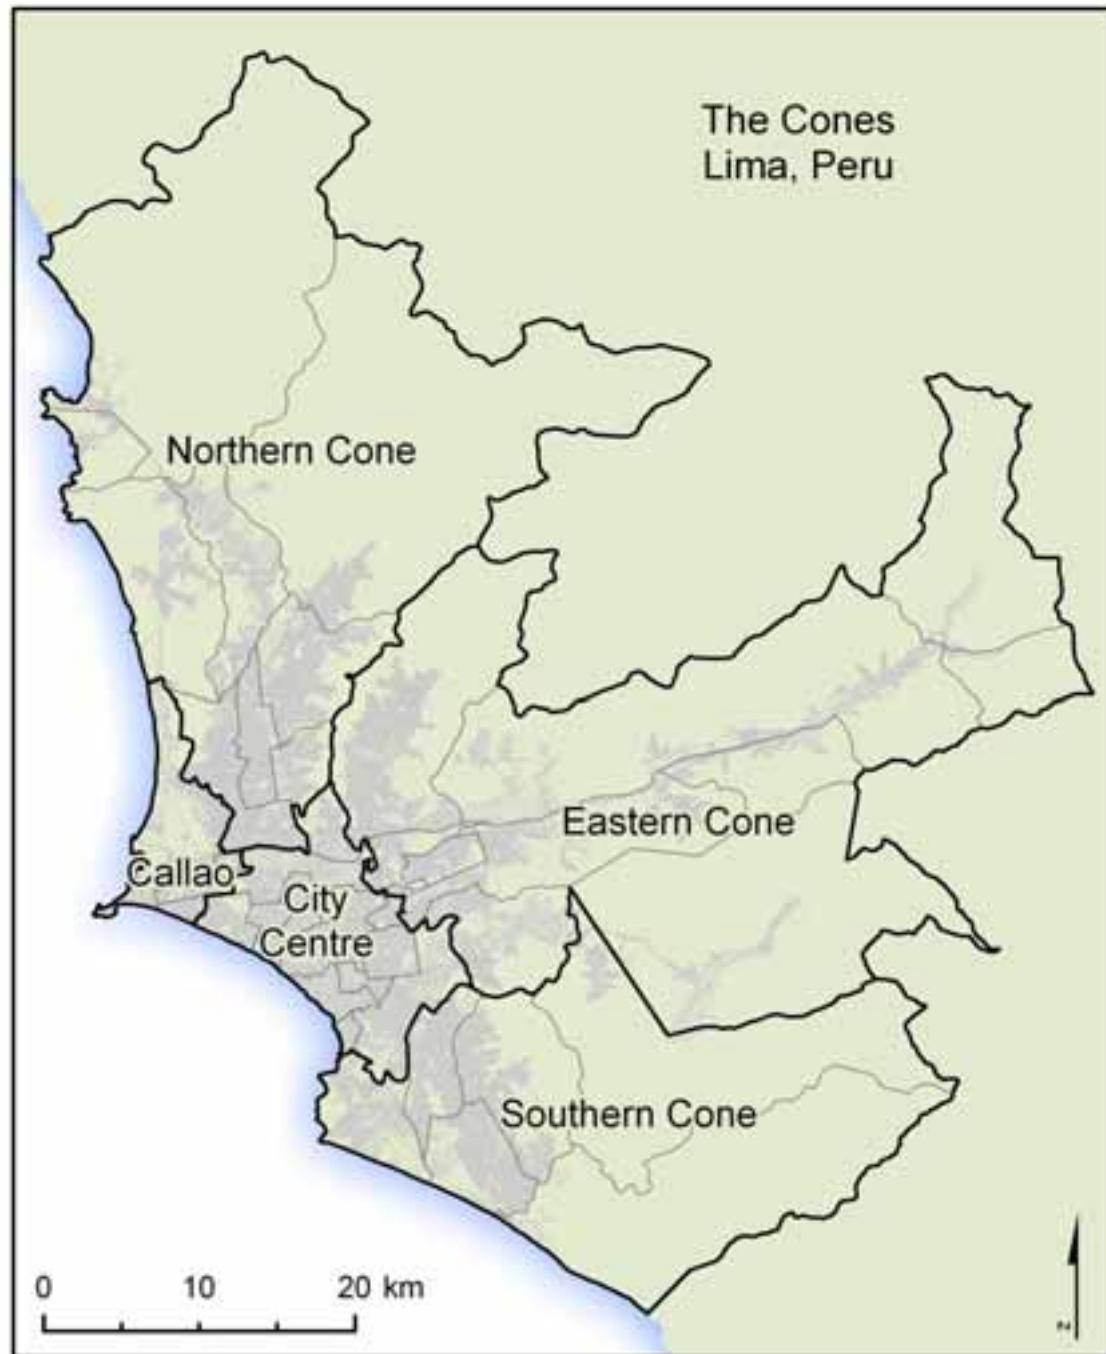 The Cones
Lima, Peru
Northern Cone
Eastern Cone
Callao
City
Centre
Southern Cone
0 10 20 km
N